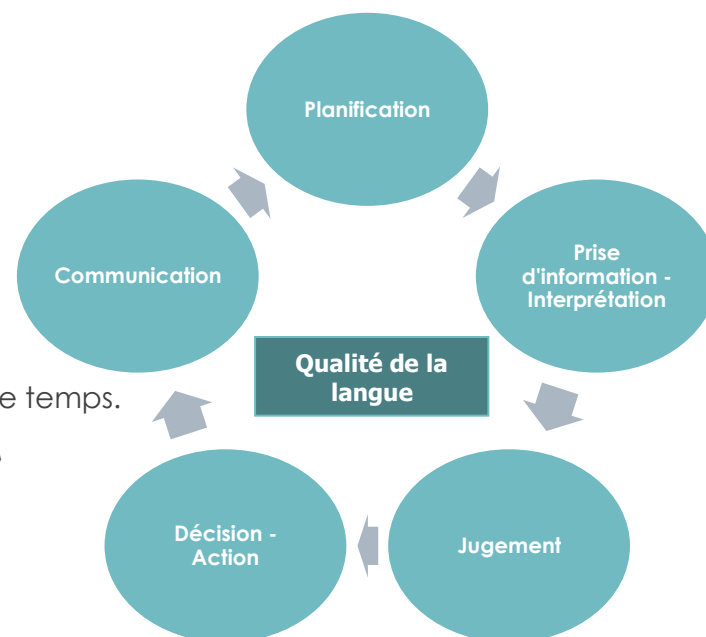 Planification
Communication
Prise
d'information -
Interprétation
Qualité de la
langue
e temps.
Décision -
Action
Jugement